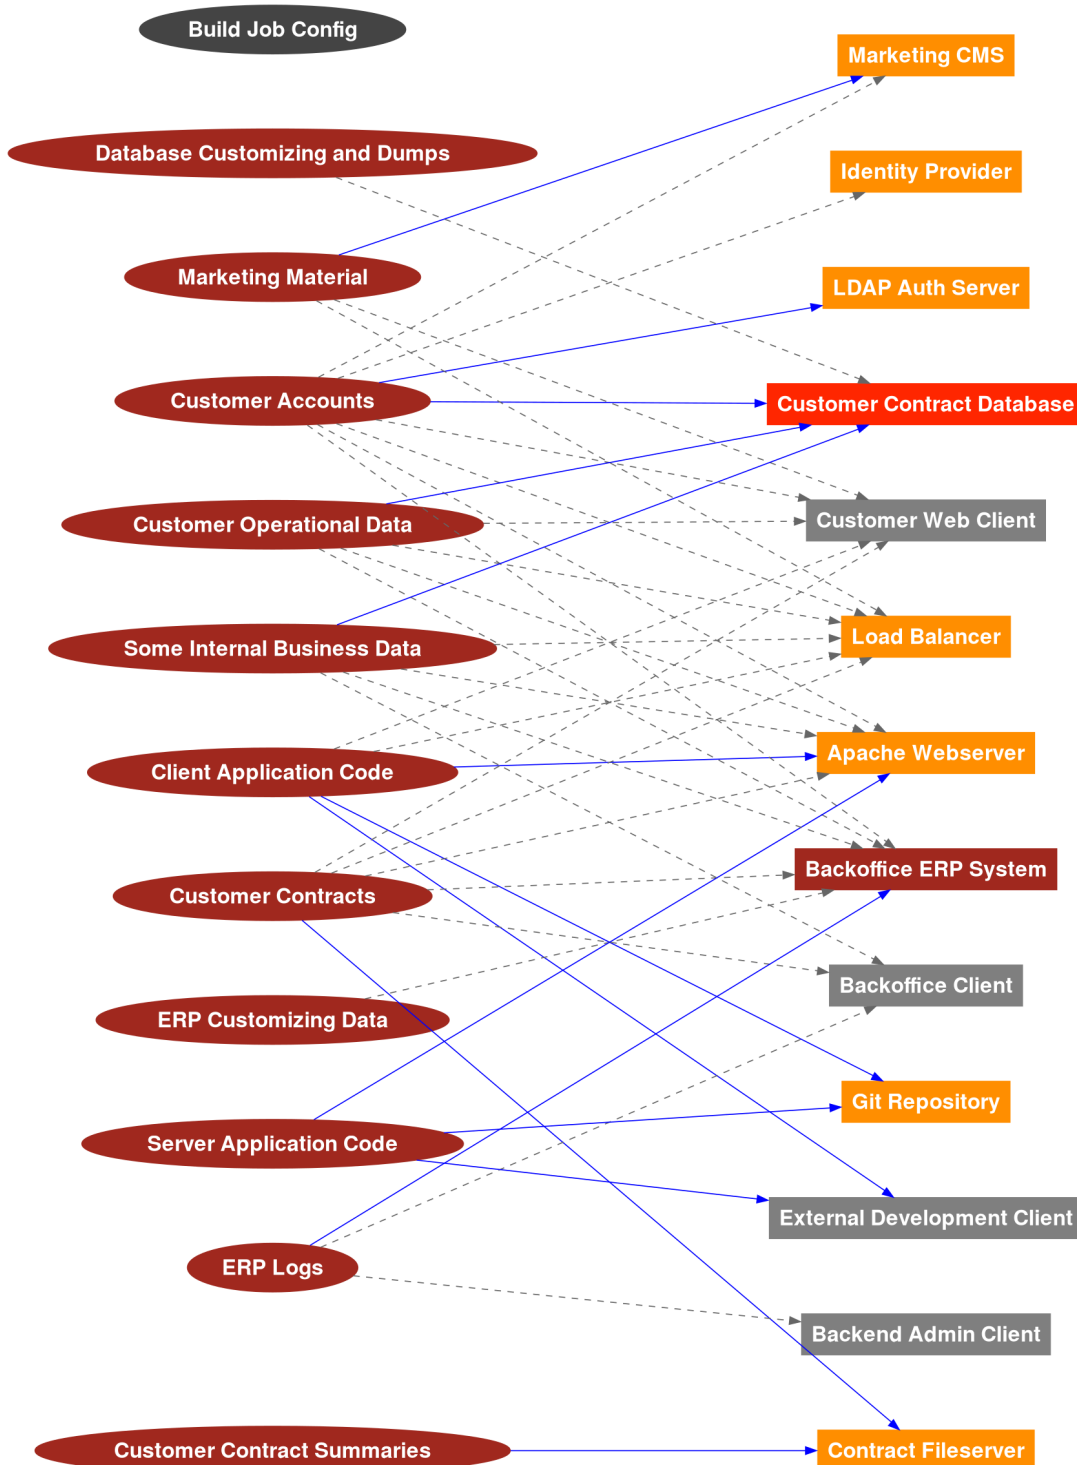 Build Job Config
Marketing CMS
Database Customizing and Dumps
Identity Provider
Marketing Material
LDAP Auth Server
Customer Accounts
Customer Contract Database
Customer Operational Data
Customer Web Client
Some Internal Business Data
Load Balancer
Client Application Code
Apache Webserver
Customer Contracts
Backoffice ERP System
ERP Customizing Data
Backoffice Client
Server Application Code
Git Repository
External Development Client
ERP Logs
Backend Admin Client
Customer Contract Summaries
Contract Fileserver